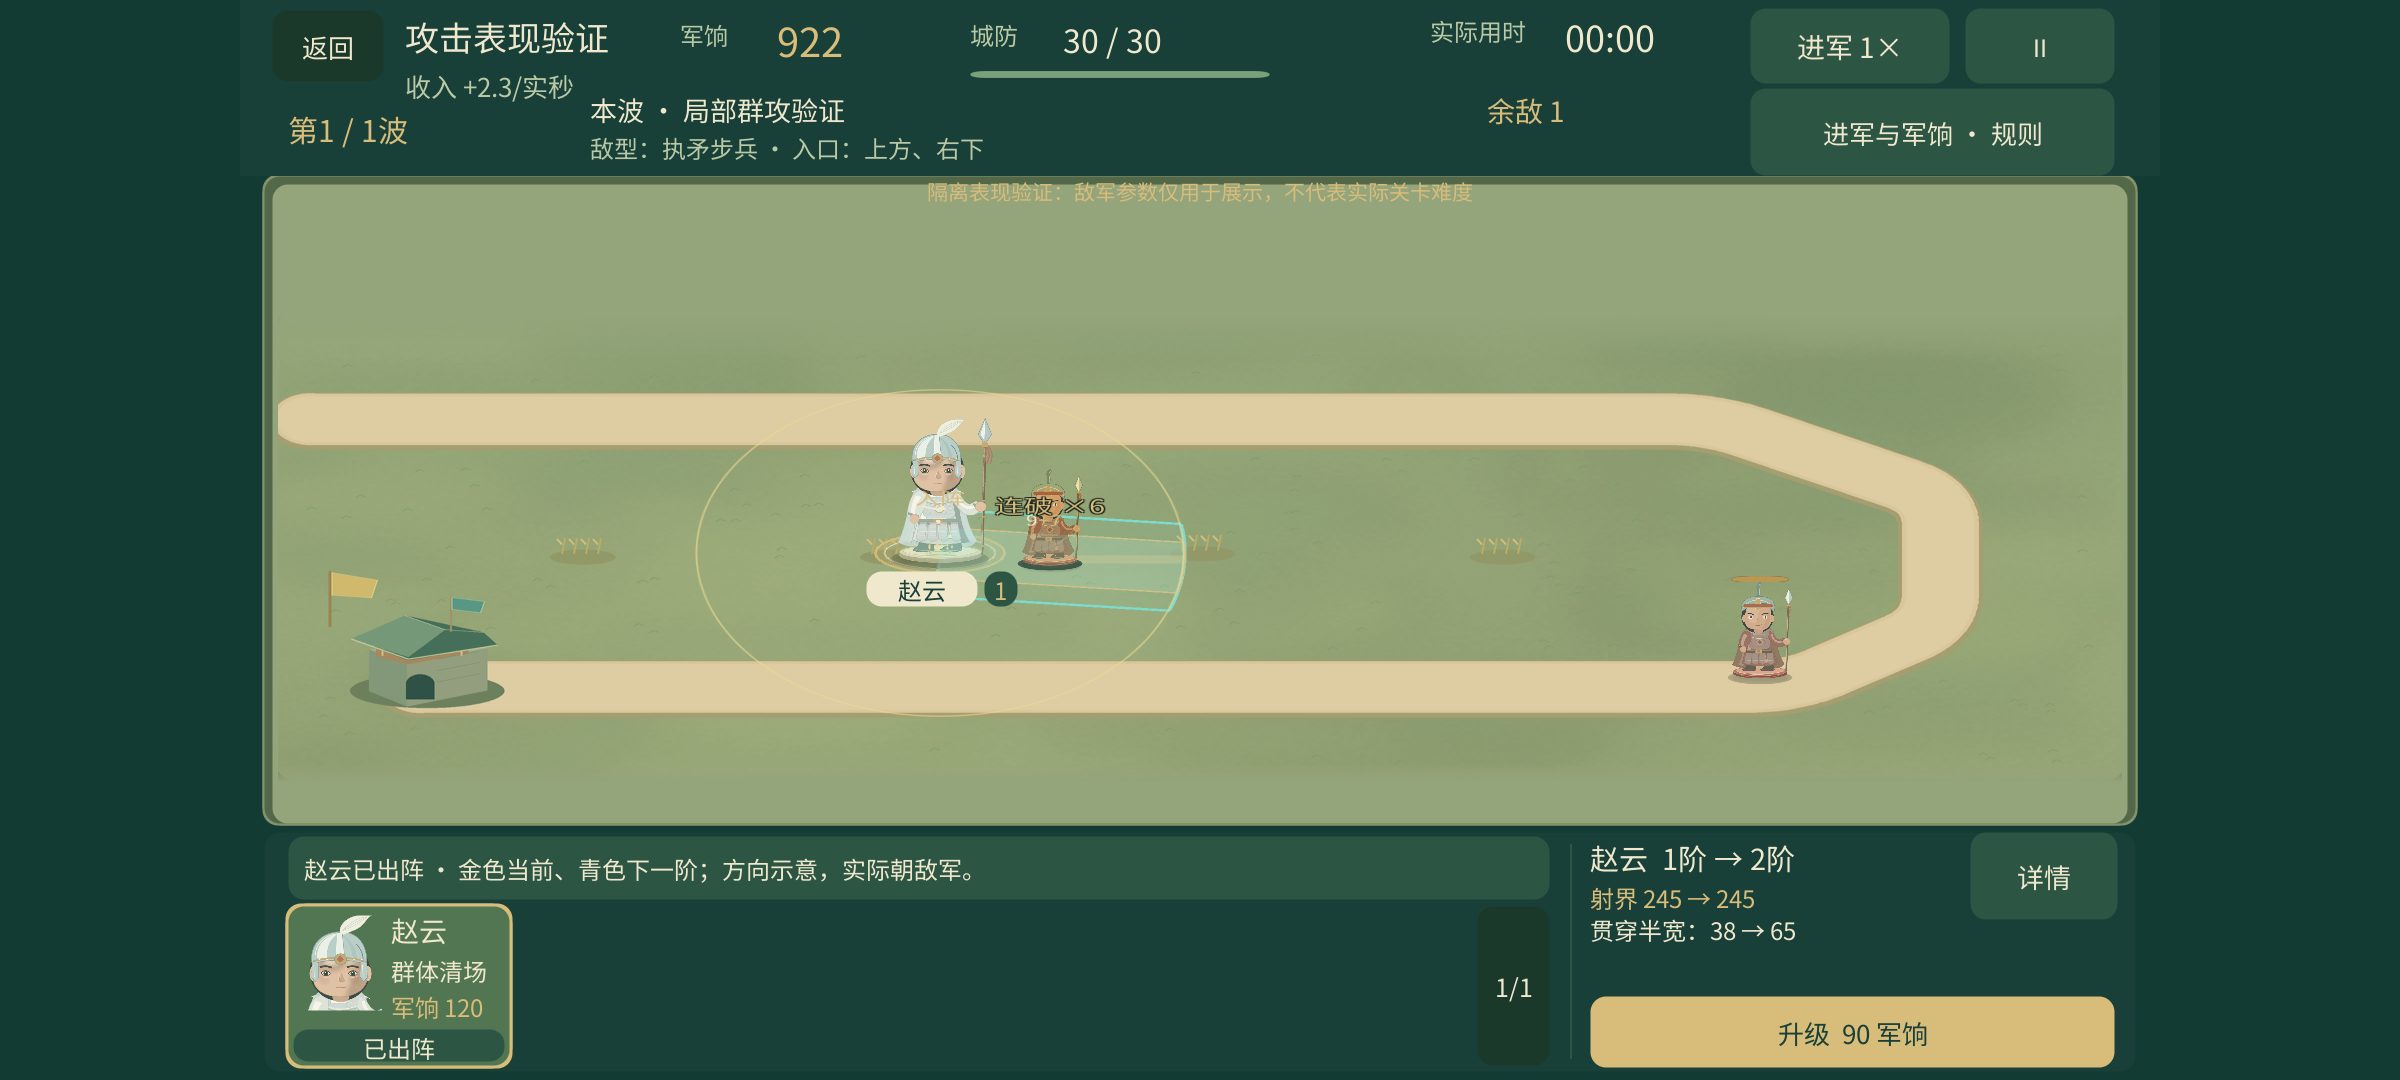 返回
攻击表现验证
军饷
922
城防
30 / 30
实际用时
00:00
进军 1×
II
收入 +2.3/实秒
第1 / 1波
本波 · 局部群攻验证
余敌 1
敌型：执矛步兵 · 入口：上方、右下
进军与军饷 · 规则
隔离表现验证：敌军参数仅用于展示，不代表实际关卡难度
连破×6
赵云
1
赵云已出阵 · 金色当前、青色下一阶；方向示意，实际朝敌军。
赵云
群体清场
军饷 120
已出阵
1/1
赵云 1阶→2阶
射界 245→245
贯穿半宽：38→65
详情
升级 90 军饷